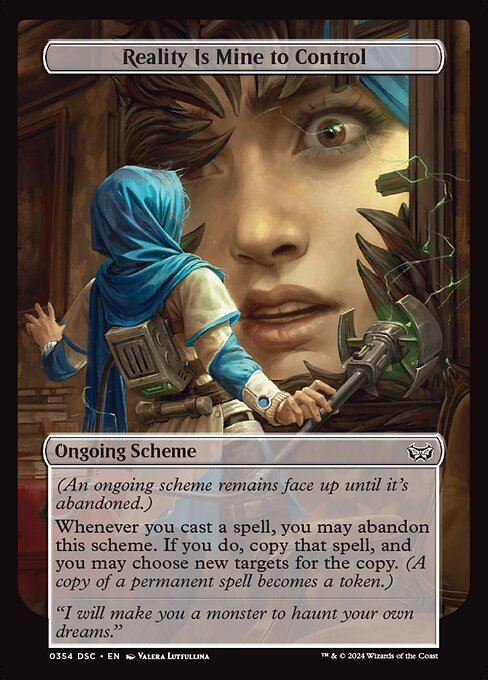 Reality Is Mine to Control
Ongoing Scheme
(An ongoing scheme remains face up until it's
abandoned.)
Whenever you cast a spell, you may abandon
this scheme. If you do, copy that spell, and
you may choose new targets for the copy. (A
copy of a permanent spell becomes a token.)
"I will make you a monster to haunt your own
dreams."
0354 DSC • EN Valera Lutfullina
™ & © 2024 Wizards of the Coast